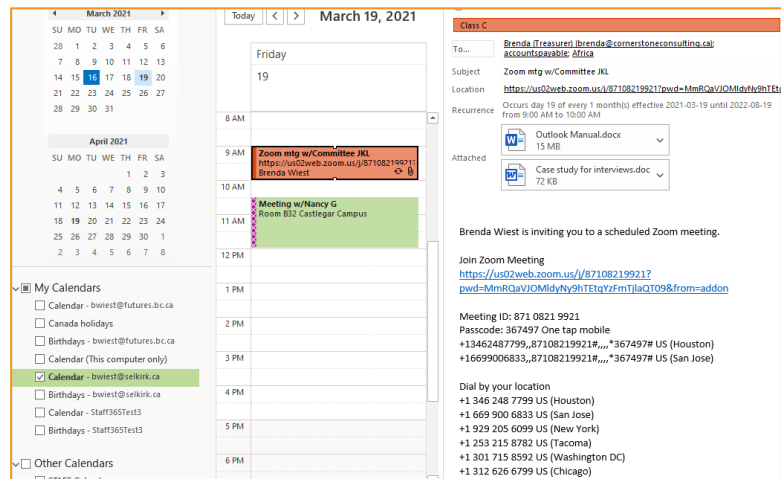 March 2021
SU MO TU WE TH FR SA
28 1 2 3 4 5 6
7 8 9 10 11 12 13
14 15 16 17 18 19 20
21 22 23 24 25 26 27
28 29 30 31
April 2021
SU MO TU WE TH FR SA
1 2 3
4 5 6 7 8 9 10
11 12 13 14 15 16 17
18 19 20 21 22 23 24
25 26 27 28 29 30 1
2 3 4 5 6 7 8
My Calendars
Calendar - bwiest@futures.bc.ca
Canada holidays
Birthdays - bwiest@futures.bc.ca
Calendar (This computer only)
Calendar - bwiest@selkirk.ca
Birthdays - bwiest@selkirk.ca
Calendar - Staff365Test3
Birthdays - Staff365Test3
Other Calendars
Today < > March 19, 2021
Friday
19
8 AM
9 AM
Zoom mtg w/Committee JKL
https://us02web.zoom.us/j/87108219921?
Brenda Wiest
10 AM
Meeting w/Nancy G
Room B32 Castlegar Campus
11 AM
12 PM
1 PM
2 PM
3 PM
4 PM
5 PM
6 PM
Class C
To... Brenda (Treasurer) (brenda@cornerstoneconsulting.ca);
accountspayable; Africa
Subject Zoom mtg w/Committee JKL
Location https://us02web.zoom.us/j/87108219921?pwd=MmRQaVJOMldyNy9hTEtq
Recurrence Occurs day 19 of every 1 month(s) effective 2021-03-19 until 2022-08-19
from 9:00 AM to 10:00 AM
Attached
Outlook Manual.docx
15 MB
Case study for interviews.doc
72 KB
Brenda Wiest is inviting you to a scheduled Zoom meeting.
Join Zoom Meeting
https://us02web.zoom.us/j/87108219921?
pwd=MmRQaVJOMldyNy9hTEtqYzFmTjlaQT09&from=addon
Meeting ID: 871 0821 9921
Passcode: 367497 One tap mobile
+13462487799,,87108219921#,,,,*367497# US (Houston)
+16699006833,,87108219921#,,,,*367497# US (San Jose)
Dial by your location
+1 346 248 7799 US (Houston)
+1 669 900 6833 US (San Jose)
+1 929 205 6099 US (New York)
+1 253 215 8782 US (Tacoma)
+1 301 715 8592 US (Washington DC)
+1 312 626 6799 US (Chicago)